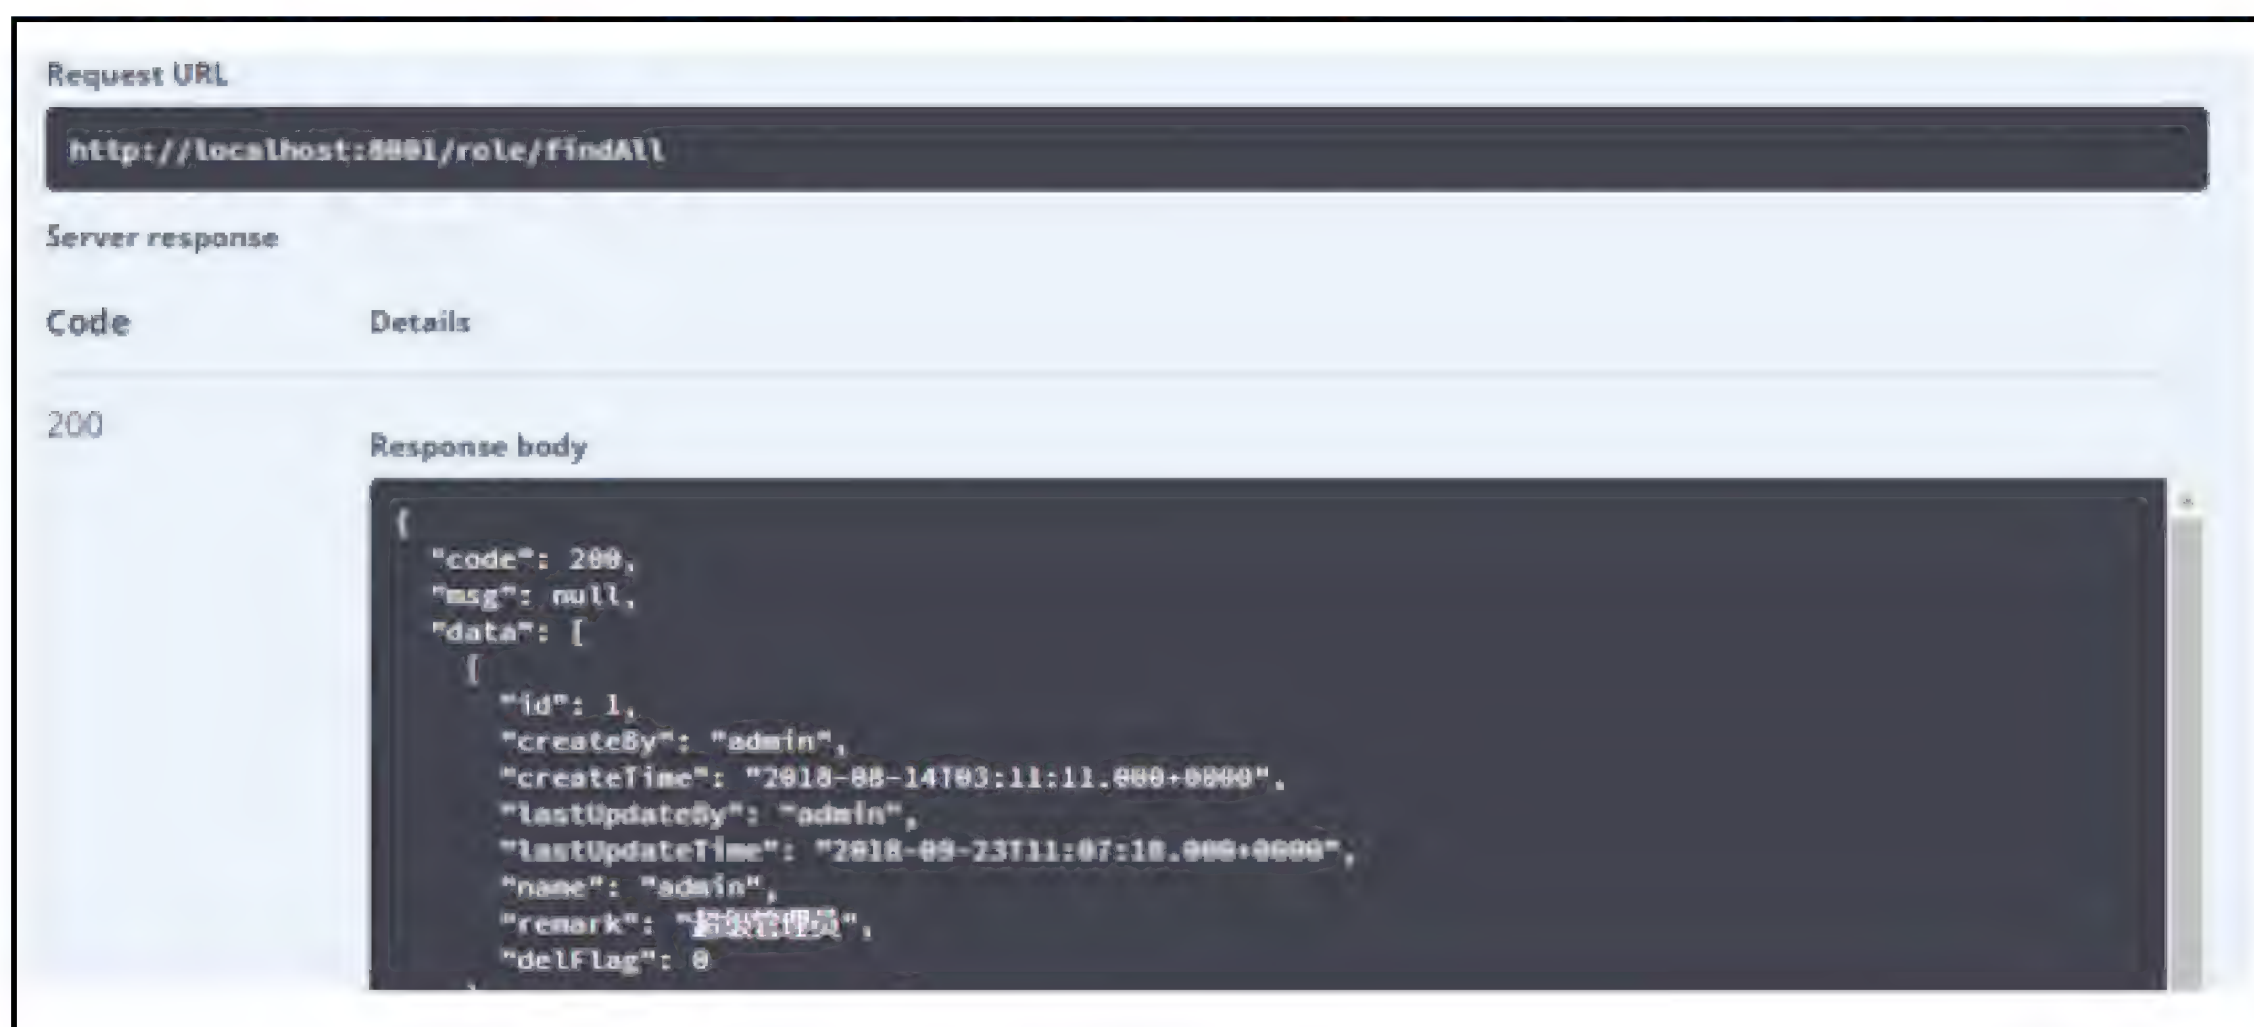 Request URL
http://localhost:8001/role/findAll
Server response
Code Details
200
Response body
{
"code": 200,
"msg": null,
"data": [
{
"id": 1,
"createBy": "admin",
"createTime": "2018-08-14T03:11:11.000+0000",
"lastUpdateBy": "admin",
"lastUpdateTime": "2018-09-23T11:07:18.000+0000",
"name": "admin",
"remark": "超级管理员",
"delFlag": 0